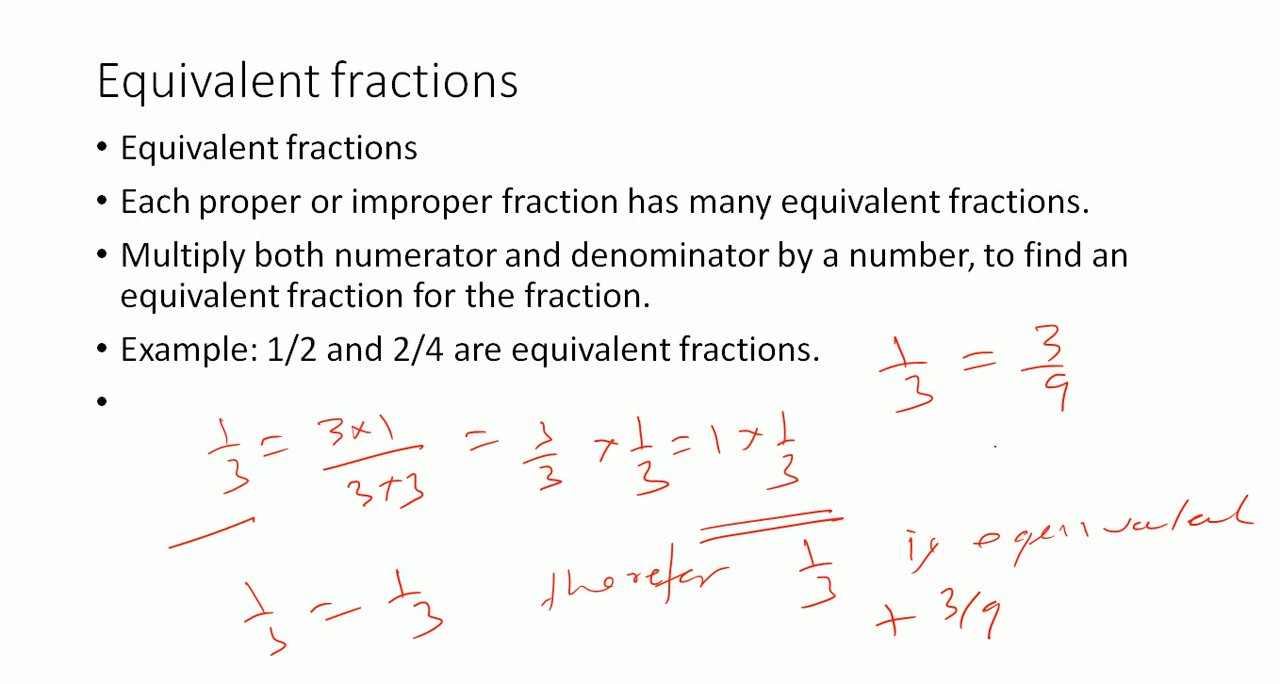 Equivalent fractions
• Equivalent fractions
• Each proper or improper fraction has many equivalent fractions.
• Multiply both numerator and denominator by a number, to find an
equivalent fraction for the fraction.
• Example: 1/2 and 2/4 are equivalent fractions.
1/3 = 3/9
•
1/3 = 3×1/3+3 = 3/3 × 1/3 = 1 × 1/3
1/3 = 1/3 therefer 1/3 is
+ 3/9